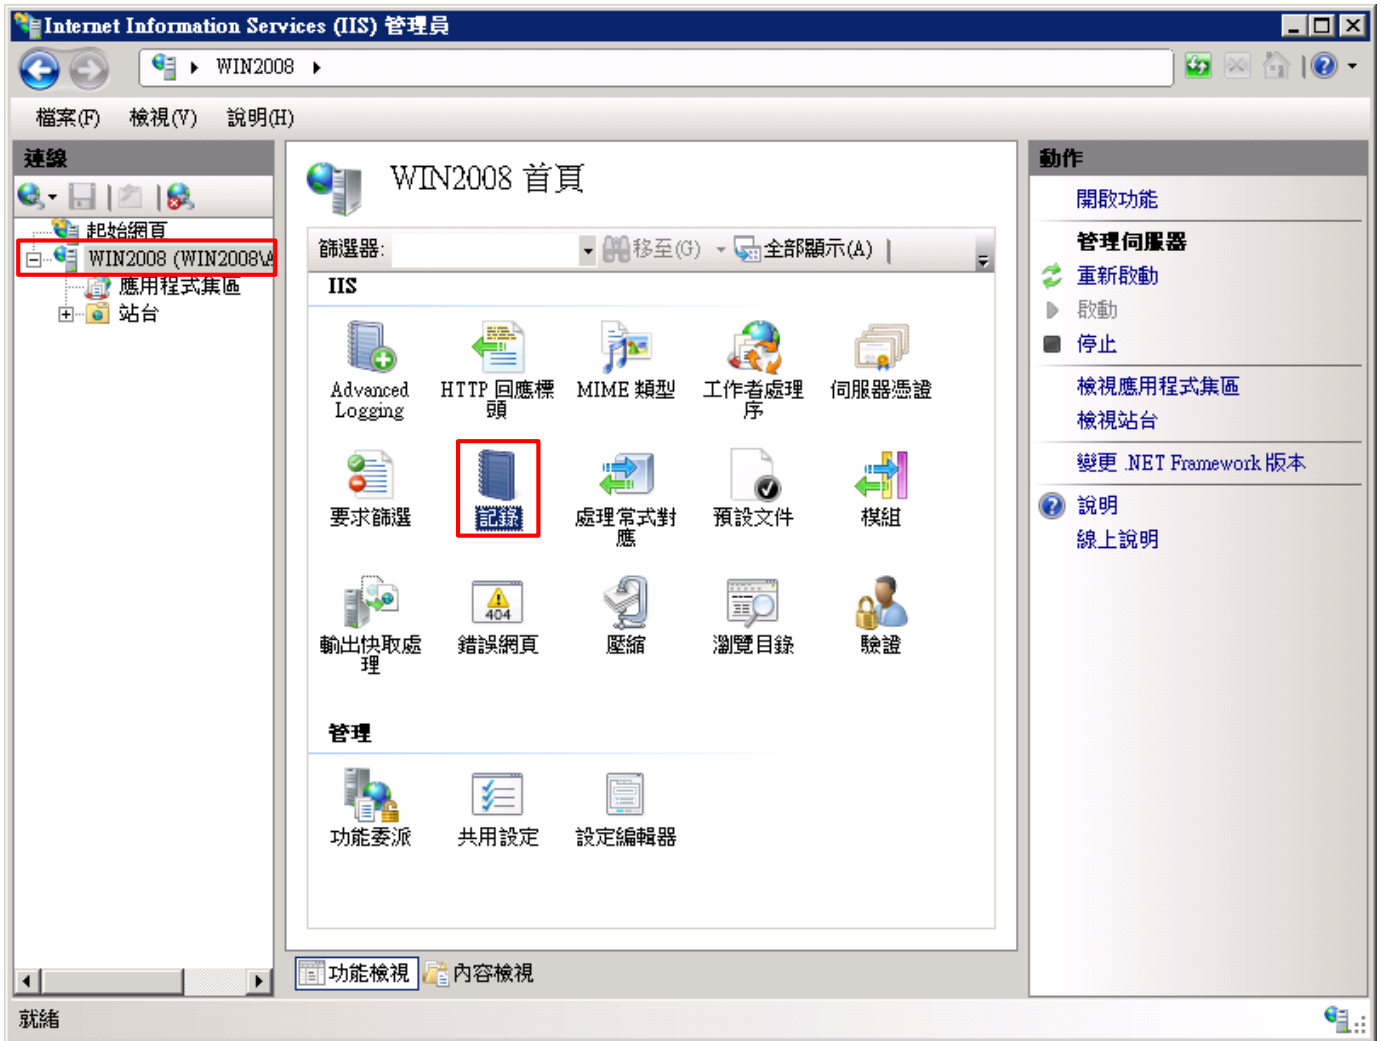 Internet Information Services (IIS) 管理員
WIN2008
檔案(F) 檢視(V) 說明(H)
連線
起始網頁
WIN2008 (WIN2008\A
應用程式集區
站台
WIN2008 首頁
篩選器: 移至(G) 全部顯示(A)
IIS
Advanced
Logging
HTTP 回應標
頭
MIME 類型
工作者處理
序
伺服器憑證
要求篩選
記錄
處理常式對
應
預設文件
模組
輸出快取處
理
404
錯誤網頁
壓縮
瀏覽目錄
驗證
管理
功能委派
共用設定
設定編輯器
功能檢視 內容檢視
動作
開啟功能
管理伺服器
重新啟動
啟動
停止
檢視應用程式集區
檢視站台
變更 .NET Framework 版本
說明
線上說明
就緒